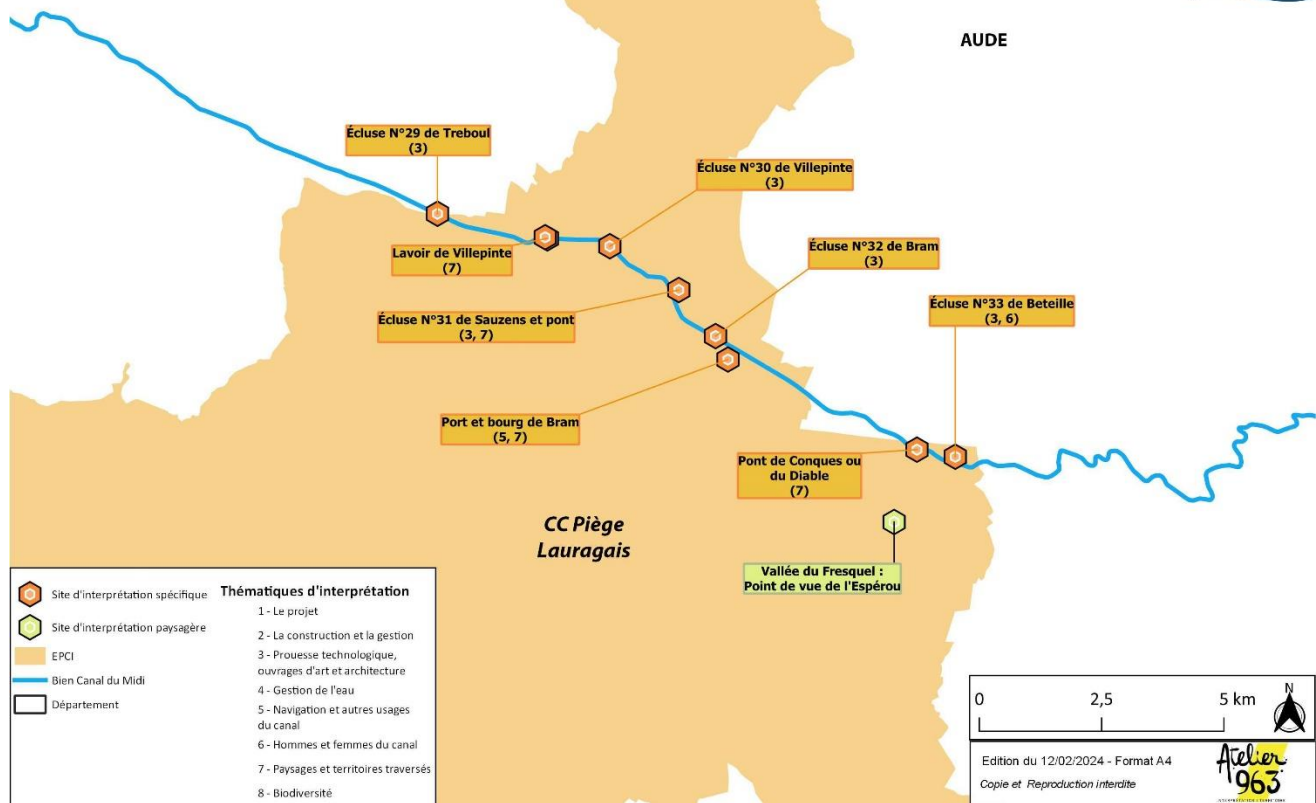 AUDE
Écluse N°29 de Treboul
(3)
Écluse N°30 de Villepinte
(3)
Lavoir de Villepinte
(7)
Écluse N°32 de Bram
(3)
Écluse N°31 de Sauzens et pont
(3, 7)
Écluse N°33 de Beteille
(3, 6)
Port et bourg de Bram
(5, 7)
Pont de Conques ou
du Diable
(7)
CC Piège
Lauragais
Vallée du Fresquel :
Point de vue de l'Espérou
Site d'interprétation spécifique
Site d'interprétation paysagère
EPCI
Bien Canal du Midi
Département
Thématiques d'interprétation
1 - Le projet
2 - La construction et la gestion
3 - Prouesse technologique,
ouvrages d'art et architecture
4 - Gestion de l'eau
5 - Navigation et autres usages
du canal
6 - Hommes et femmes du canal
7 - Paysages et territoires traversés
8 - Biodiversité
0 2,5 5 km
N
Edition du 12/02/2024 - Format A4
Copie et Reproduction interdite
Atelier
963